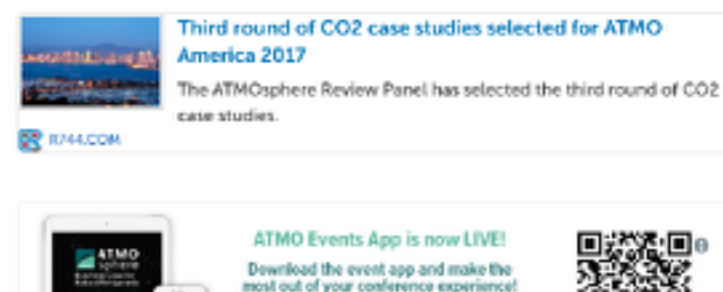 Third round of CO2 case studies selected for ATMO
America 2017
The ATMOsphere Review Panel has selected the third round of CO2
case studies.
R744.COM
ATMO
sphere
ATMO Events App is now LIVE!
Download the event app and make the
most out of your conference experience!